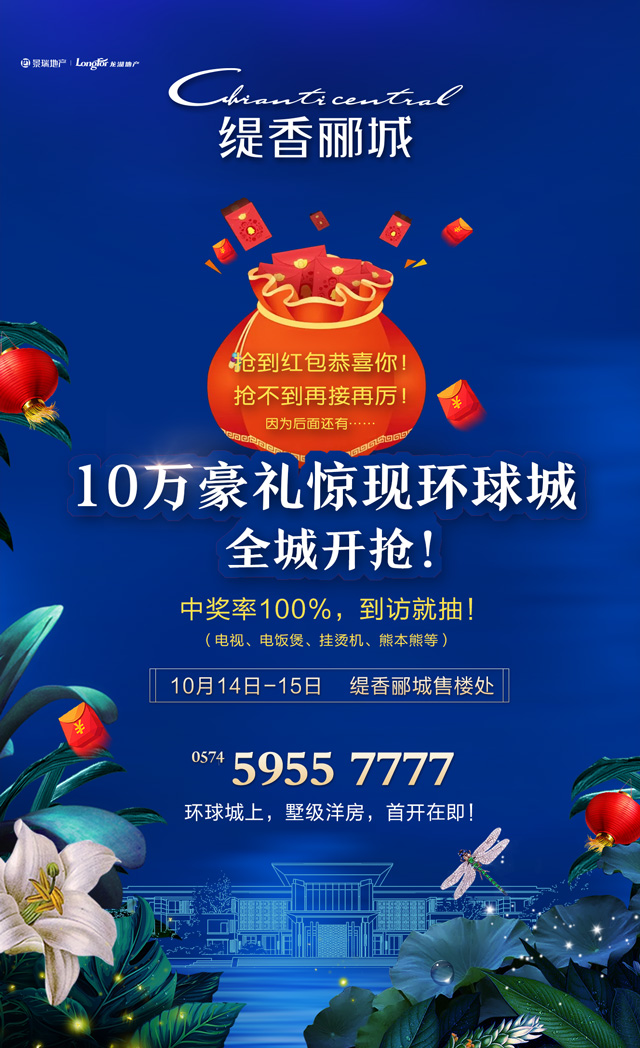 景瑞地产 | Longfor 龙湖地产
Chianti central
缇香郦城
抢到红包恭喜你！
抢不到再接再厉！
因为后面还有……
10万豪礼惊现环球城
全城开抢！
中奖率100%，到访就抽！
（电视、电饭煲、挂烫机、熊本熊等）
10月14日-15日 缇香郦城售楼处
0574 5955 7777
环球城上，墅级洋房，首开在即！